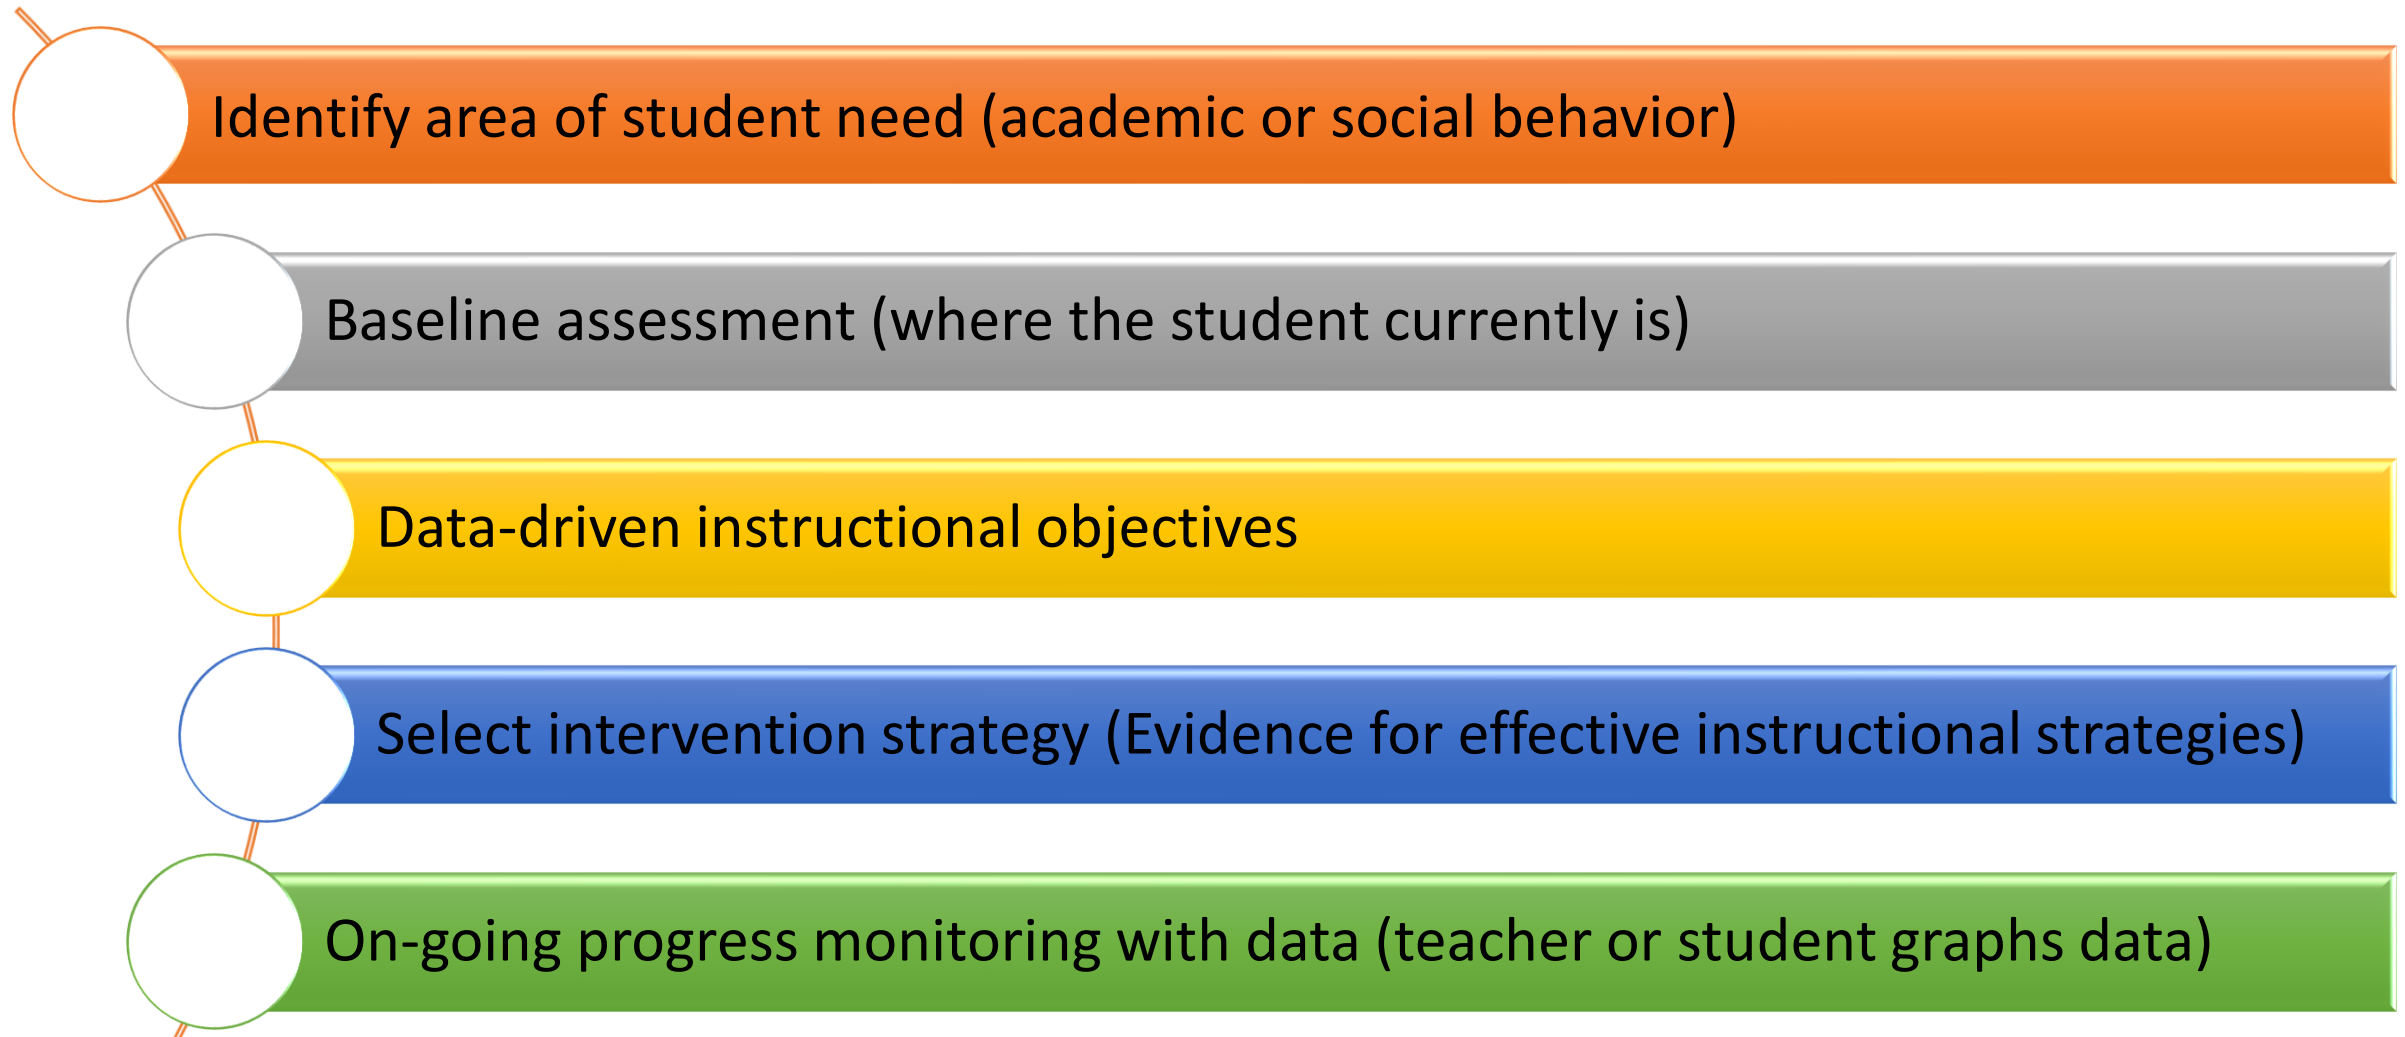 Identify area of student need (academic or social behavior)
Baseline assessment (where the student currently is)
Data-driven instructional objectives
Select intervention strategy (Evidence for effective instructional strategies)
On-going progress monitoring with data (teacher or student graphs data)